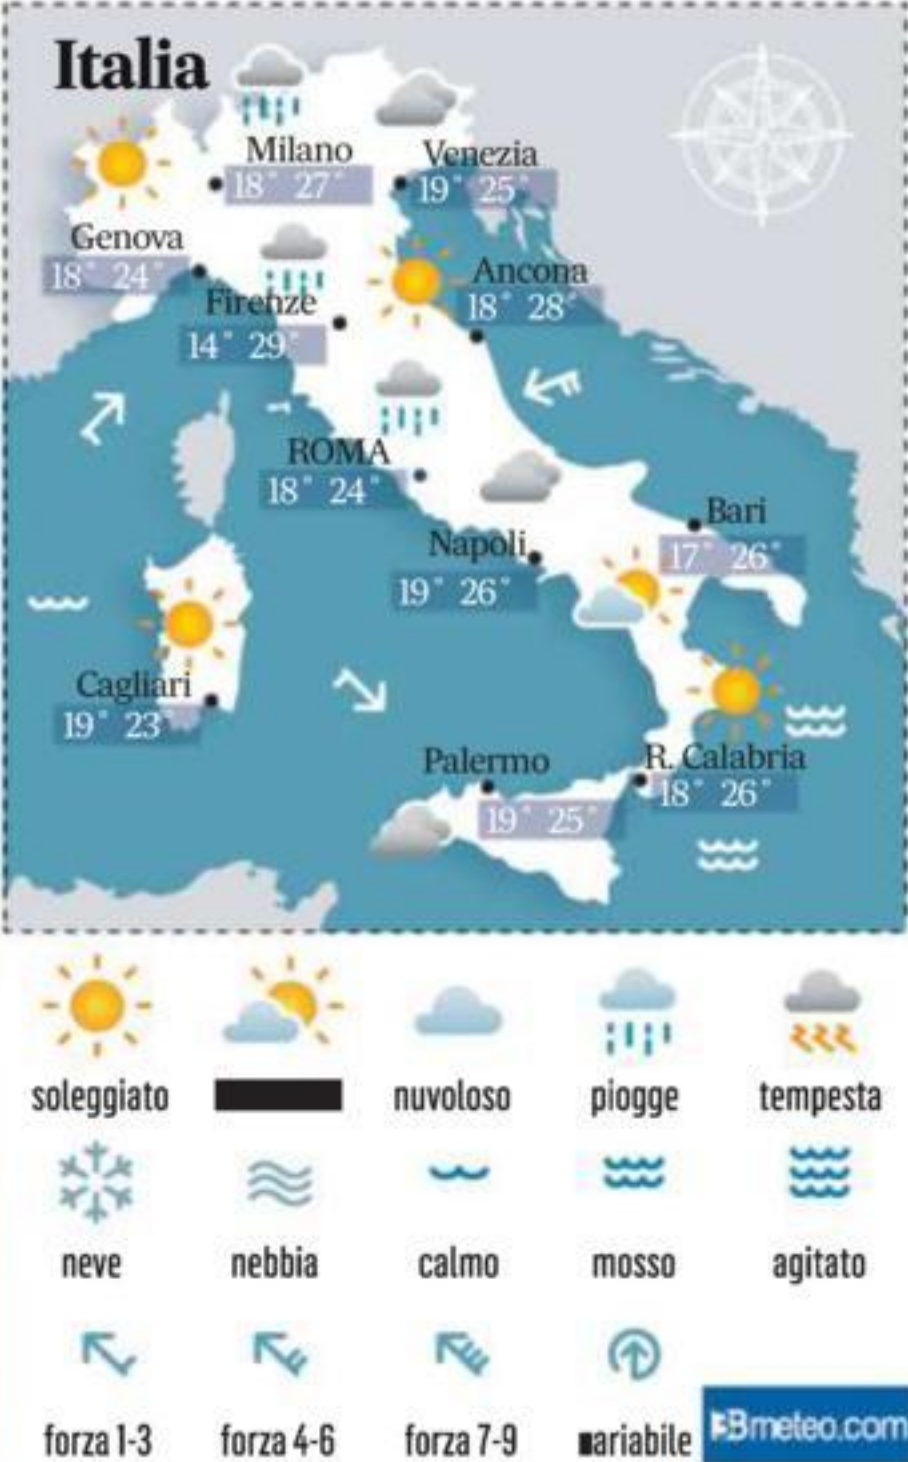 Italia
Milano
18° 27°
Venezia
19° 25°
Genova
18° 24°
Ancona
18° 28°
Firenze
14° 29°
ROMA
18° 24°
Bari
17° 26°
Napoli
19° 26°
Cagliari
19° 23
Palermo
19° 25°
R. Calabria
18° 26°
soleggiato
nuvoloso
piogge
tempesta
neve
nebbia
calmo
mosso
agitato
forza 1-3
forza 4-6
forza 7-9
ariabile
3Bmeteo.com